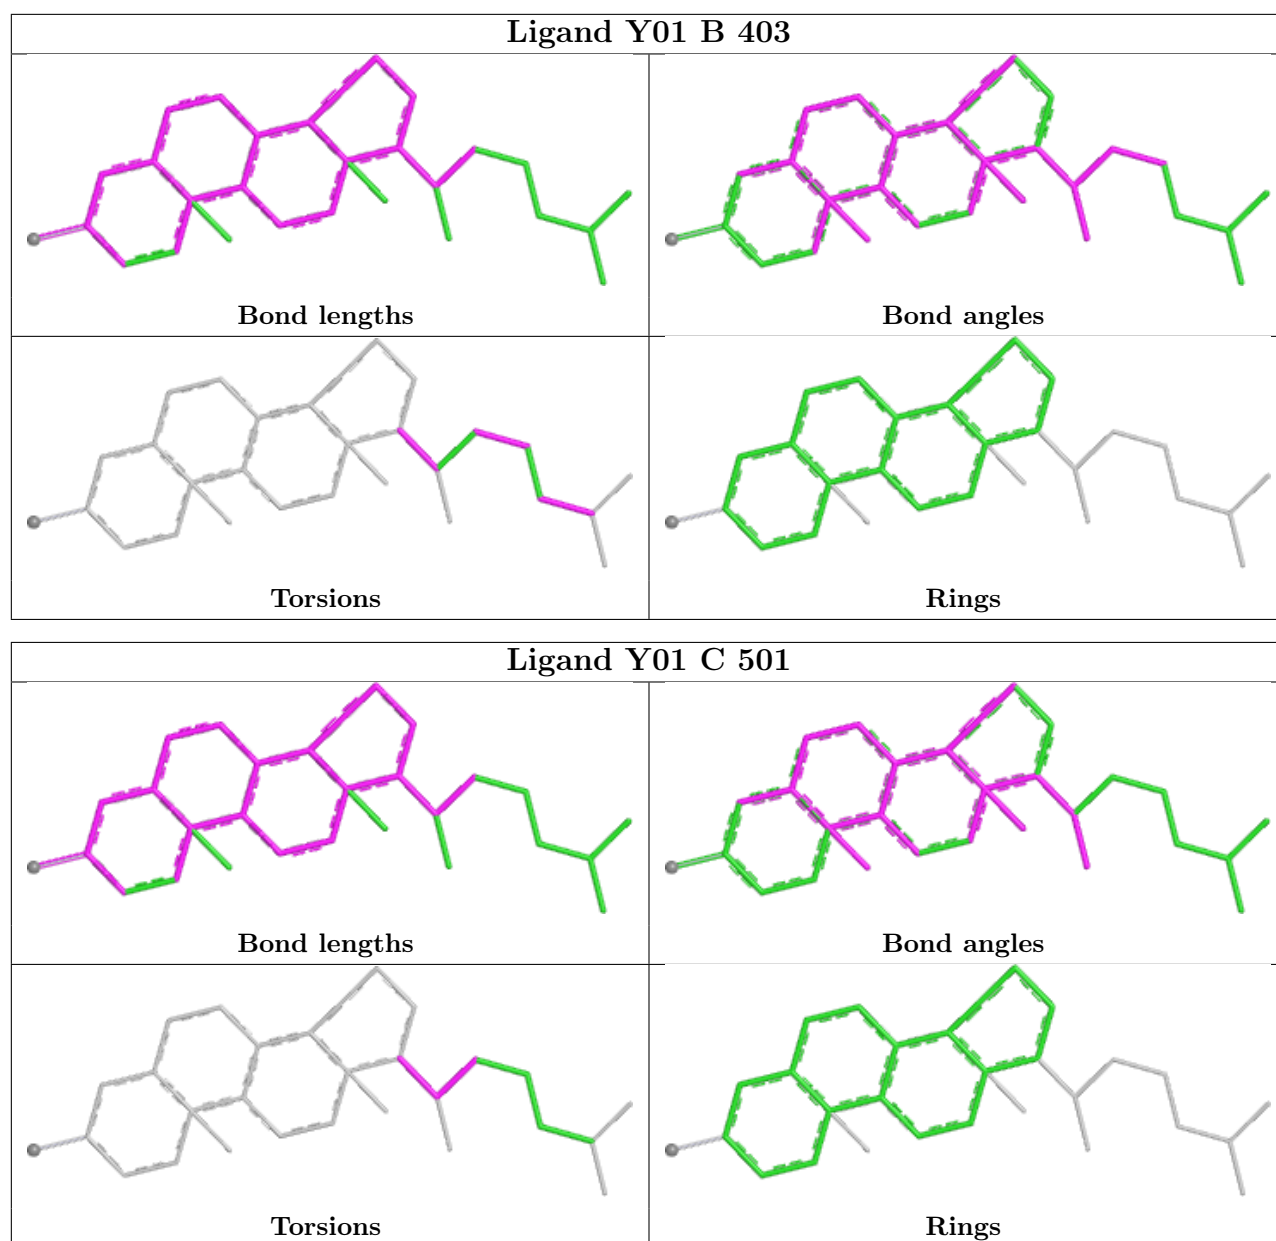 Ligand Y01 B 403
Bond lengths
Bond angles
Torsions
Rings
Ligand Y01 C 501
Bond lengths
Bond angles
Torsions
Rings